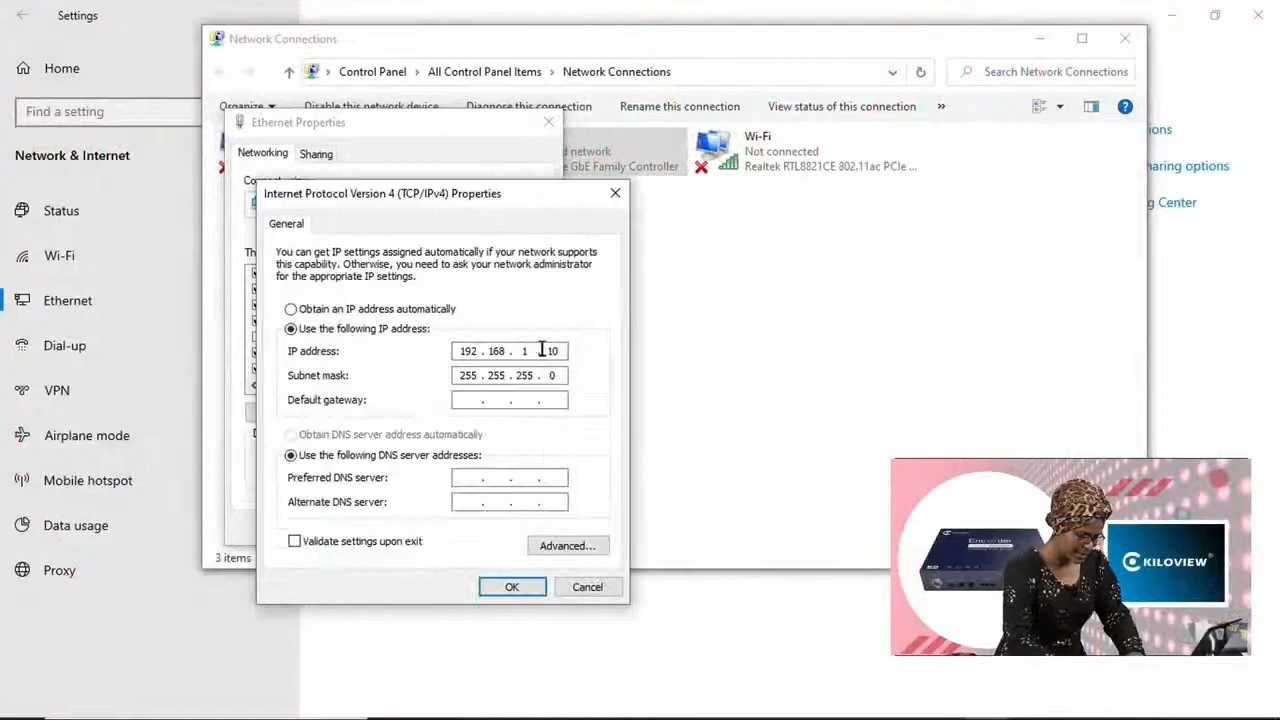 Settings
Home
Find a setting
Network & Internet
Status
Wi-Fi
Ethernet
Dial-up
VPN
Airplane mode
Mobile hotspot
Data usage
Proxy
Network Connections
Control Panel > All Control Panel Items > Network Connections
Search Network Connections
Organize Disable this network device Diagnose this connection Rename this connection View status of this connection »
Ethernet Properties
Networking Sharing
network
GbE Family Controller
Wi-Fi
Not connected
Realtek RTL8821CE 802.11ac PCIe ...
Internet Protocol Version 4 (TCP/IPv4) Properties
General
You can get IP settings assigned automatically if your network supports
this capability. Otherwise, you need to ask your network administrator
for the appropriate IP settings.
Obtain an IP address automatically
Use the following IP address:
IP address: 192 . 168 . 1 . 10
Subnet mask: 255 . 255 . 255 . 0
Default gateway: . . .
Obtain DNS server address automatically
Use the following DNS server addresses:
Preferred DNS server: . . .
Alternate DNS server: . . .
Validate settings upon exit
Advanced...
OK Cancel
3 items
Center
KILOVIEW®